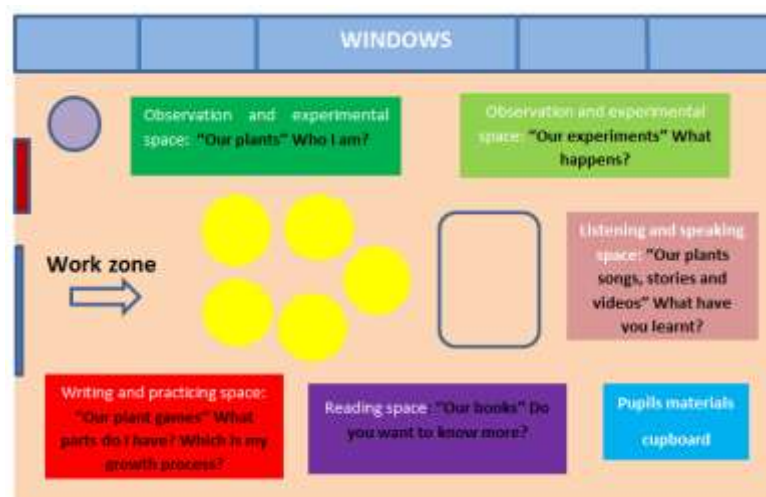 WINDOWS
Observation and experimental
space: "Our plants" Who I am?
Observation and experimental
space: "Our experiments" What
happens?
Listening and speaking
space: "Our plants
songs, stories and
videos" What have
you learnt?
Work zone
Writing and practicing space:
"Our plant games" What
parts do I have? Which is my
growth process?
Reading space: "Our books" Do
you want to know more?
Pupils materials
cupboard